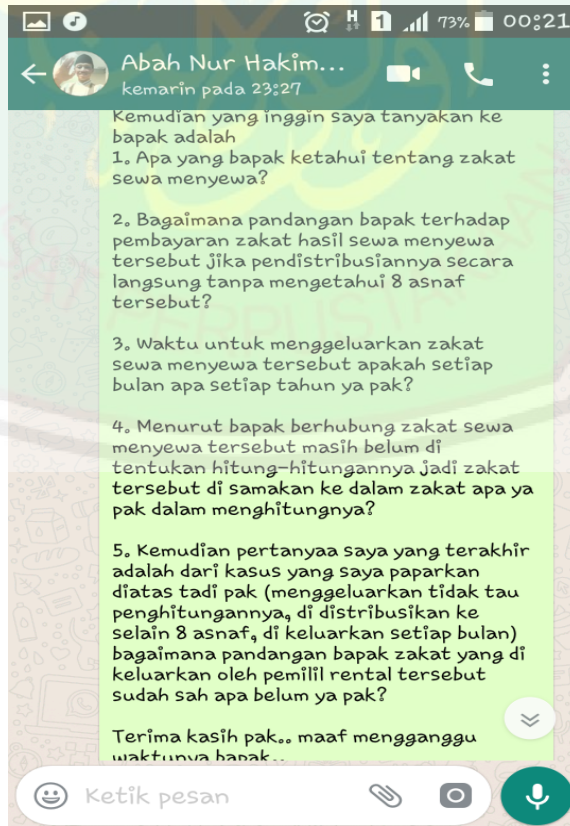 73% 00:21
Abah Nur Hakim...
kemarin pada 23:27
Kemudian yang inggin saya tanyakan ke
bapak adalah
1. Apa yang bapak ketahui tentang zakat
sewa menyewa?
2. Bagaimana pandangan bapak terhadap
pembayaran zakat hasil sewa menyewa
tersebut jika pendistribusiannya secara
langsung tanpa mengetahui 8 asnaf
tersebut?
3. Waktu untuk menggeluarkan zakat
sewa menyewa tersebut apakah setiap
bulan apa setiap tahun ya pak?
4. Menurut bapak berhubung zakat sewa
menyewa tersebut masih belum di
tentukan hitung-hitungannya jadi zakat
tersebut di samakan ke dalam zakat apa ya
pak dalam menghitungnya?
5. Kemudian pertanyaa saya yang terakhir
adalah dari kasus yang saya paparkan
diatas tadi pak (menggeluarkan tidak tau
penghitungannya, di distribusikan ke
selain 8 asnaf, di keluarkan setiap bulan)
bagaimana pandangan bapak zakat yang di
keluarkan oleh pemilil rental tersebut
sudah sah apa belum ya pak?
Terima kasih pak.. maaf mengganggu
waktunya bapak..
Ketik pesan